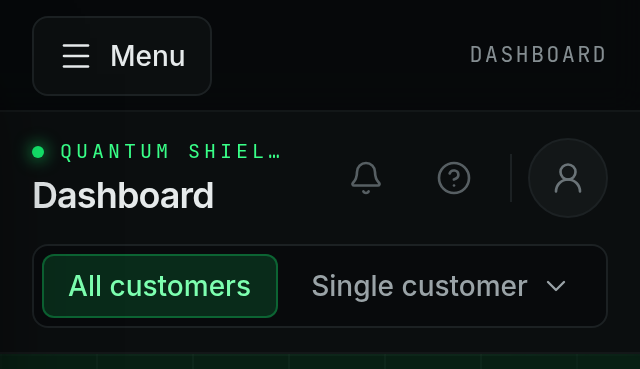 Menu
DASHBOARD
QUANTUM SHIEL…
Dashboard
All customers
Single customer